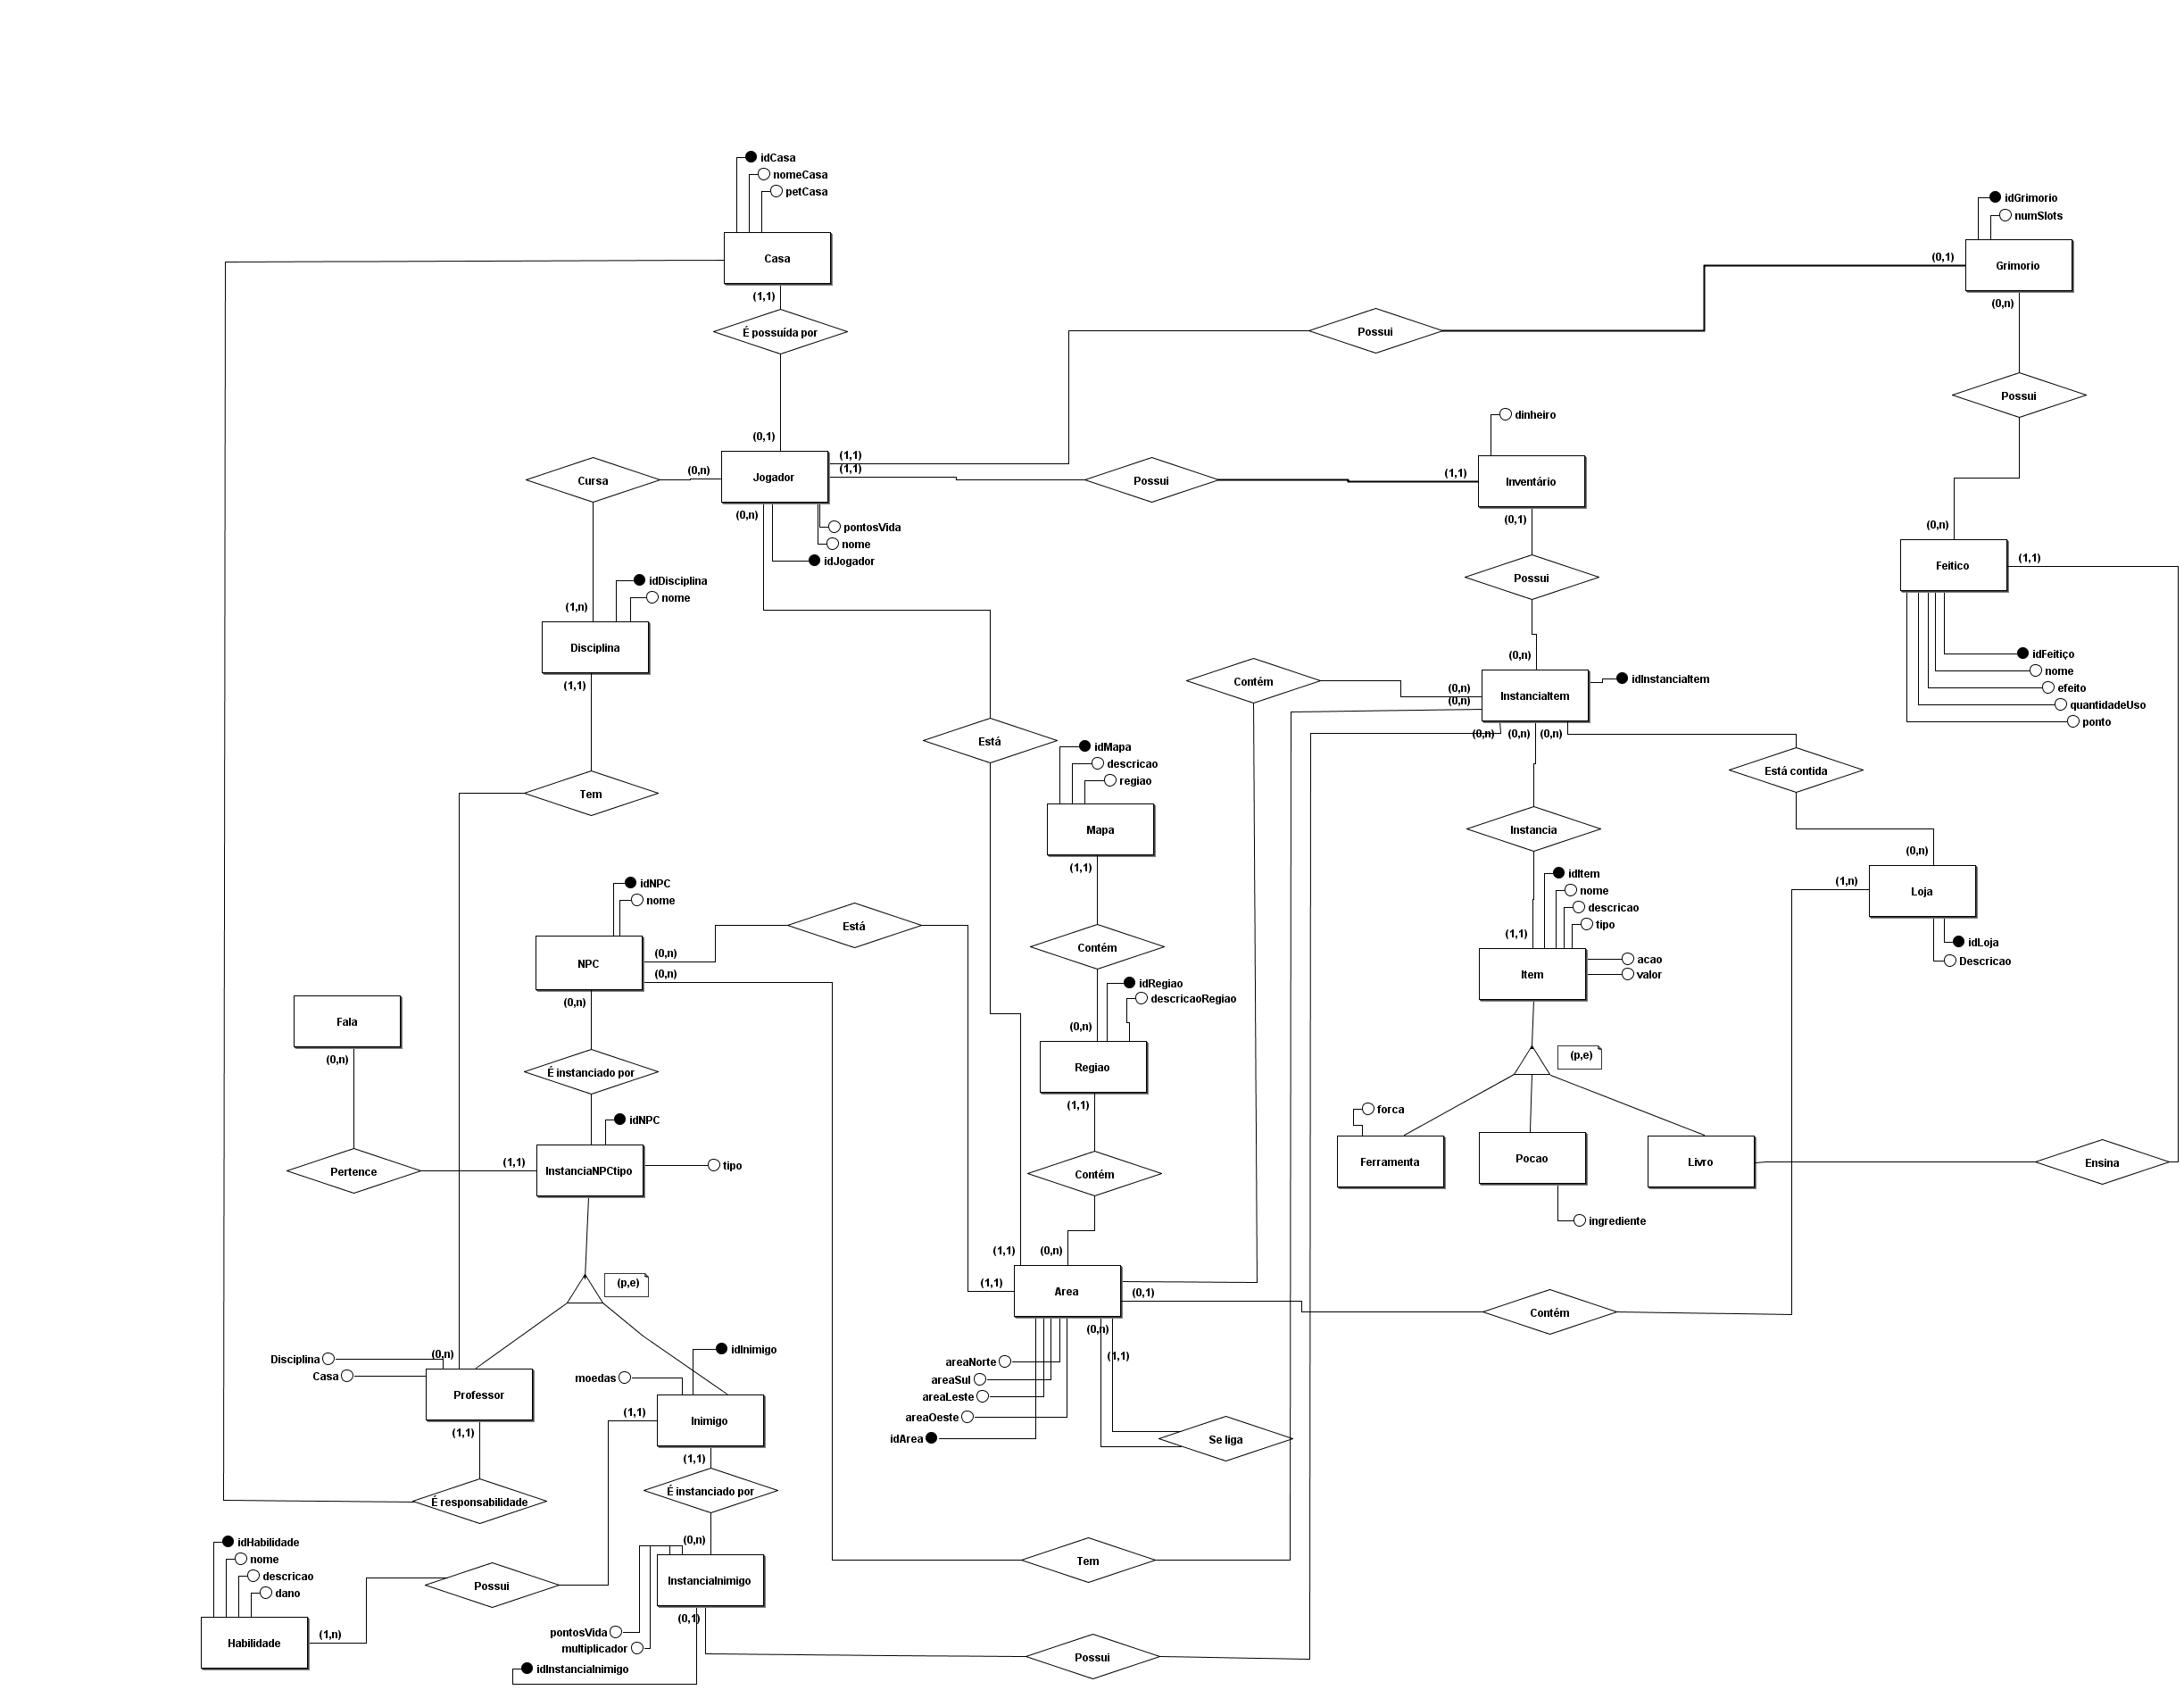 idCasa
nomeCasa
petCasa
Casa
(1,1)
É possuída por
(0,1)
idGrimorio
numSlots
(0,1)
Grimorio
(0,n)
Possui
Possui
(0,n)
dinheiro
Cursa
(0,n)
Jogador
(1,1)
(1,1)
Possui
(1,1)
Inventário
(0,n)
(0,1)
pontosVida
nome
idJogador
Feitico
(1,1)
idFeitiço
nome
efeito
quantidadeUso
ponto
Possui
(0,n)
idDisciplina
nome
(1,n)
Disciplina
(1,1)
Tem
Contém
(0,n)
(0,n)
InstanciaItem
idInstanciaItem
(0,n)
(0,n)
(0,n)
Está
Está contida
(0,n)
idMapa
descricao
regiao
Mapa
(1,1)
Instancia
idItem
nome
descricao
tipo
(1,1)
Item
acao
valor
(1,n)
Loja
idLoja
Descricao
idNPC
nome
Está
NPC
(0,n)
(0,n)
(0,n)
Contém
idRegiao
descricaoRegiao
(0,n)
Regiao
(1,1)
Fala
(0,n)
É instanciado por
(p,e)
forca
Ferramenta
Pocao
Livro
Ensina
ingrediente
idNPC
Pertence
(1,1)
InstanciaNPCtipo
tipo
Contém
(1,1)
(0,n)
(1,1)
Area
(0,1)
Contém
(0,n)
(1,1)
areaNorte
areaSul
areaLeste
areaOeste
idArea
Se liga
(p,e)
Disciplina
Casa
(0,n)
Professor
(1,1)
idInimigo
moedas
(1,1)
Inimigo
(1,1)
É responsabilidade
É instanciado por
(0,n)
InstanciaInimigo
(0,1)
Tem
idHabilidade
nome
descricao
dano
Possui
Habilidade
(1,n)
pontosVida
multiplicador
idInstanciaInimigo
Possui